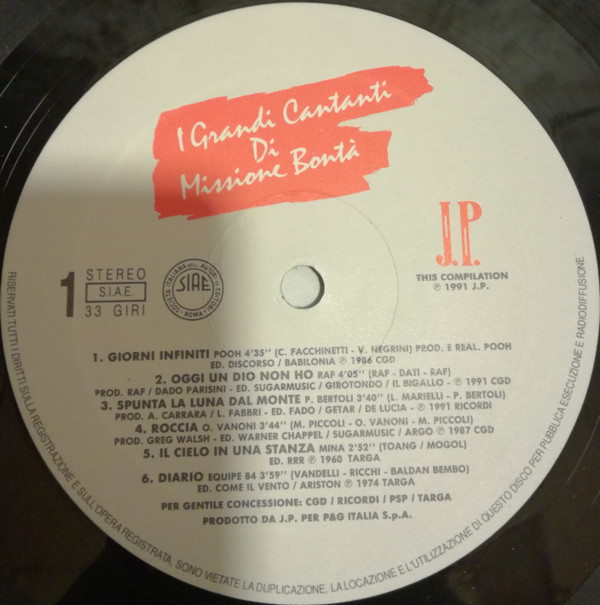 I Grandi Cantanti
Di
Missione Bontà
J.P.
THIS COMPILATION
℗ 1991 J.P.
1
STEREO
S.I.A.E.
33 GIRI
SOCIETÀ ITALIANA DEGLI AUTORI ED EDITORI
SIAE
ROMA
1. GIORNI INFINITI POOH 4'35'' (C. FACCHINETTI - V. NEGRINI) PROD. E REAL. POOH
ED. DISCORSO / BABILONIA ℗ 1986 CGD
2. OGGI UN DIO NON HO RAF 4'05'' (RAF - DATI - RAF)
PROD. RAF / DADO PARISINI - ED. SUGARMUSIC / GIROTONDO / IL BIGALLO - ℗ 1991 CGD
3. SPUNTA LA LUNA DAL MONTE P. BERTOLI 3'40'' (L. MARIELLI - P. BERTOLI)
PROD. A. CARRARA / L. FABBRI - ED. FADO / GETAR / DE LUCIA - ℗ 1991 RICORDI
4. ROCCIA O. VANONI 3'44'' (M. PICCOLI - O. VANONI - M. PICCOLI)
PROD. GREG WALSH - ED. WARNER CHAPPEL / SUGARMUSIC / ARGO ℗ 1987 CGD
5. IL CIELO IN UNA STANZA MINA 2'52'' (TOANG / MOGOL)
ED. RRR ℗ 1960 TARGA
6. DIARIO EQUIPE 84 3'59'' (VANDELLI - RICCHI - BALDAN BEMBO)
ED. COME IL VENTO / ARISTON ℗ 1974 TARGA
PER GENTILE CONCESSIONE: CGD / RICORDI / PSP / TARGA
PRODOTTO DA J.P. PER P&G ITALIA S.p.A.
RISERVATI TUTTI I DIRITTI SULLA REGISTRAZIONE E SULL'OPERA REGISTRATA, SONO VIETATE LA DUPLICAZIONE, LA LOCAZIONE E L'UTILIZZAZIONE DI QUESTO DISCO PER PUBBLICA ESECUZIONE E RADIODIFFUSIONE